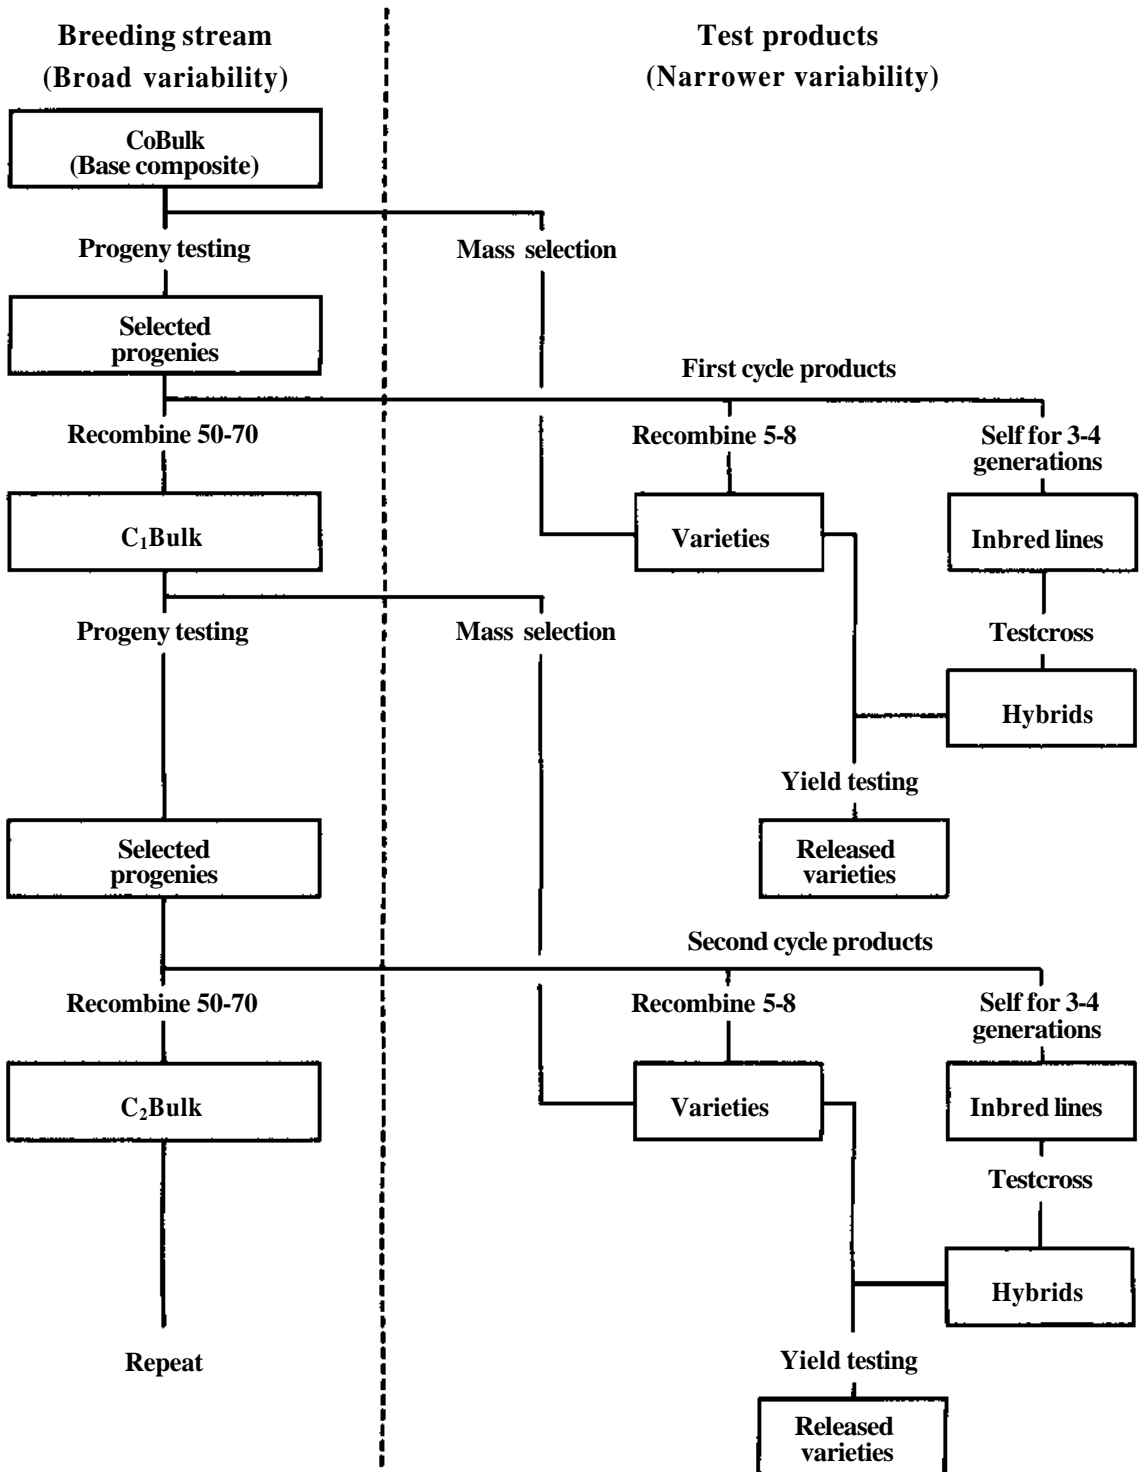 Breeding stream
(Broad variability)
Test products
(Narrower variability)
CoBulk
(Base composite)
Progeny testing
Mass selection
Selected
progenies
First cycle products
Recombine 50-70
Recombine 5-8
Self for 3-4
generations
C₁Bulk
Varieties
Inbred lines
Progeny testing
Mass selection
Testcross
Hybrids
Yield testing
Selected
progenies
Released
varieties
Second cycle products
Recombine 50-70
Recombine 5-8
Self for 3-4
generations
C₂Bulk
Varieties
Inbred lines
Testcross
Hybrids
Repeat
Yield testing
Released
varieties